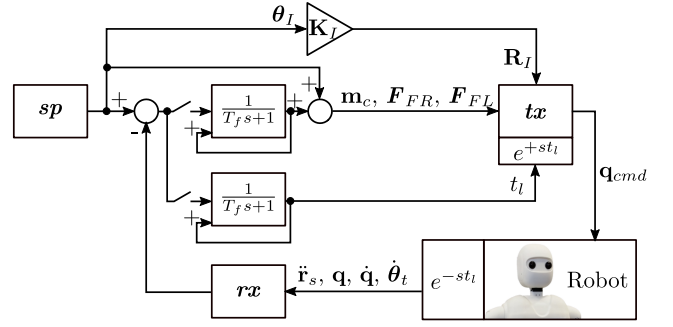 θ_I
K_I
R_I
sp
+
-
+
1/(T_f s+1)
+
+
m_c, F_FR, F_FL
tx
e^{+st_l}
q_cmd
1/(T_f s+1)
+
t_l
rx
r̈_s, q, q̇, θ̇_t
e^{-st_l}
Robot